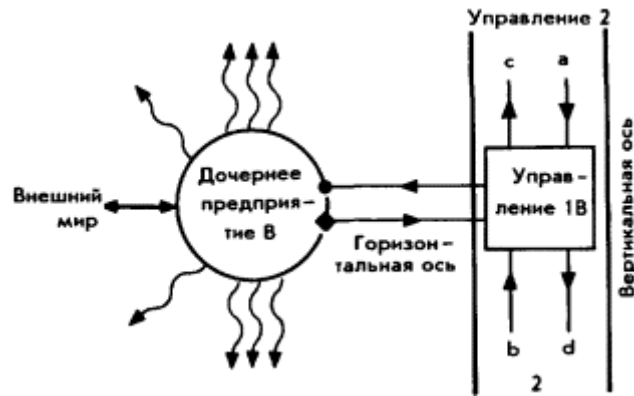 Управление 2
c a
Дочернее
предприя-
тие В
Внешний
мир
Управ-
ление 1В
Горизон-
тальная ось
Вертикальная ось
b d
2